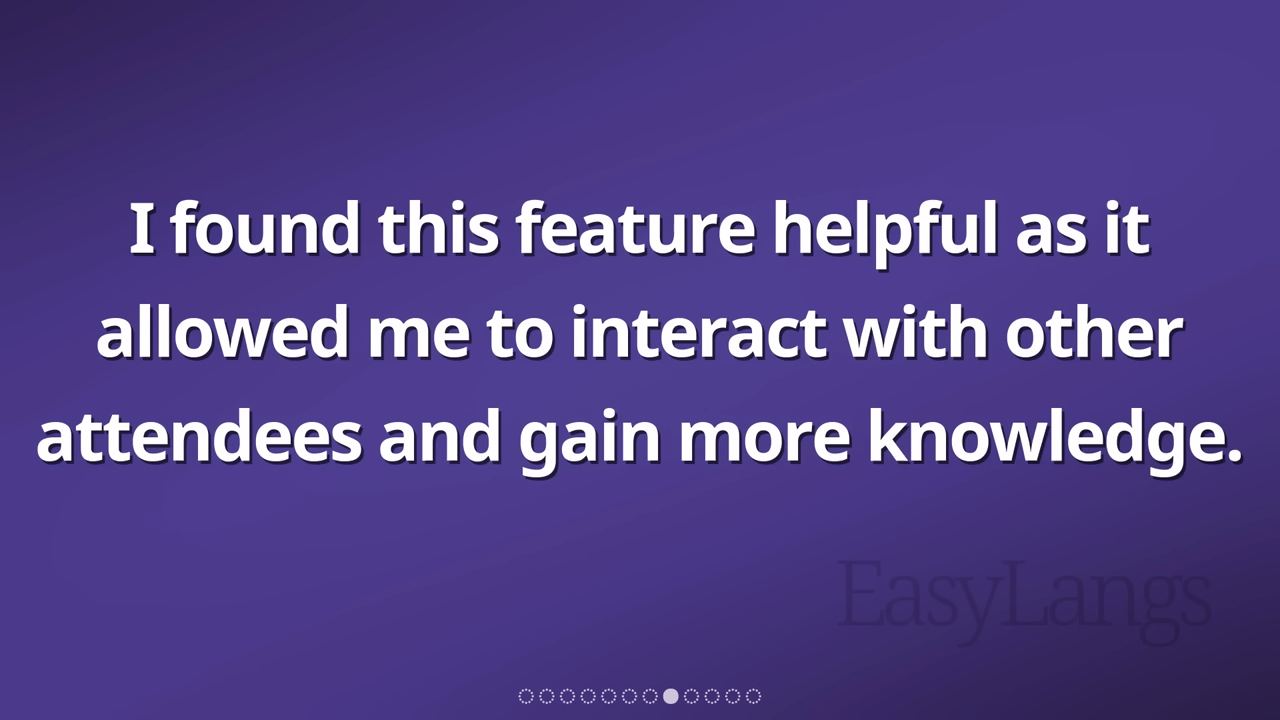 I found this feature helpful as it
allowed me to interact with other
attendees and gain more knowledge.
EasyLangs